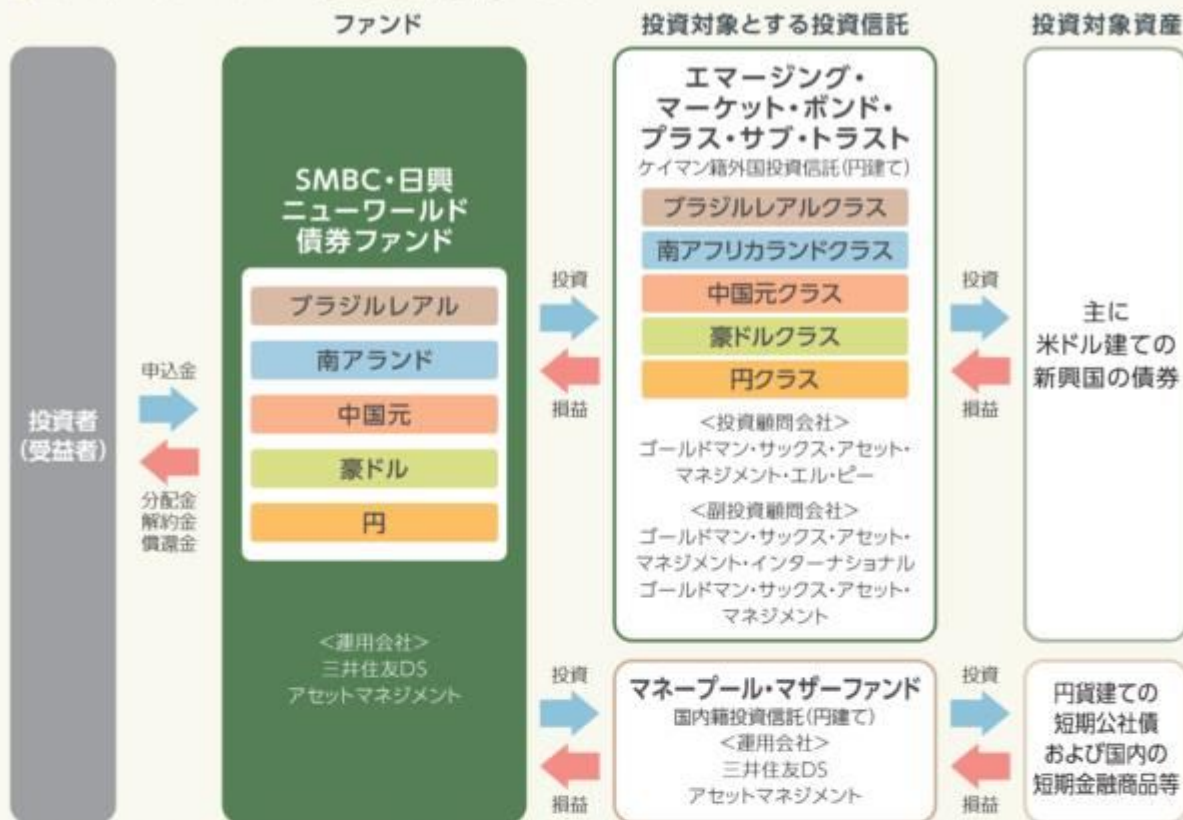 ファンド
投資対象とする投資信託
投資対象資産
投資者
(受益者)
申込金
分配金
解約金
償還金
SMBC・日興
ニューワールド
債券ファンド
ブラジルレアル
南アランド
中国元
豪ドル
円
<運用会社>
三井住友DS
アセットマネジメント
投資
損益
投資
損益
エマージング・
マーケット・ボンド・
プラス・サブ・トラスト
ケイマン籍外国投資信託(円建て)
ブラジルレアルクラス
南アフリカランドクラス
中国元クラス
豪ドルクラス
円クラス
<投資顧問会社>
ゴールドマン・サックス・アセット・
マネジメント・エル・ピー
<副投資顧問会社>
ゴールドマン・サックス・アセット・
マネジメント・インターナショナル
ゴールドマン・サックス・アセット・
マネジメント
マネープール・マザーファンド
国内籍投資信託(円建て)
<運用会社>
三井住友DS
アセットマネジメント
投資
損益
投資
損益
主に
米ドル建ての
新興国の債券
円貨建ての
短期公社債
および国内の
短期金融商品等